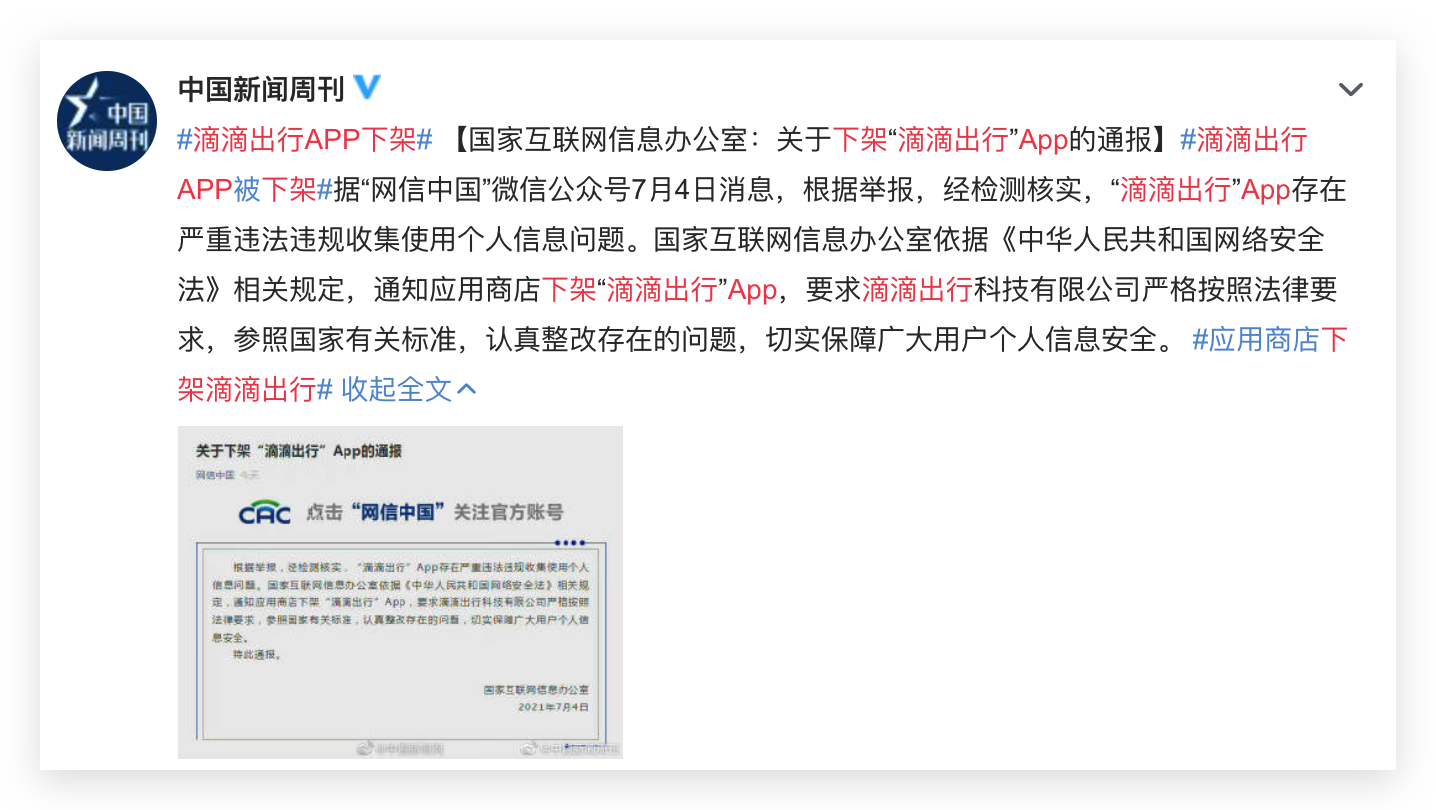 中国新闻周刊
中国
新闻周刊
#滴滴出行APP下架# 【国家互联网信息办公室：关于下架“滴滴出行”App的通报】#滴滴出行
APP被下架#据“网信中国”微信公众号7月4日消息，根据举报，经检测核实，“滴滴出行”App存在
严重违法违规收集使用个人信息问题。国家互联网信息办公室依据《中华人民共和国网络安全
法》相关规定，通知应用商店下架“滴滴出行”App，要求滴滴出行科技有限公司严格按照法律要
求，参照国家有关标准，认真整改存在的问题，切实保障广大用户个人信息安全。 #应用商店下
架滴滴出行# 收起全文
关于下架“滴滴出行”App的通报
网信中国 今天
CAC 点击“网信中国”关注官方账号
根据举报，经检测核实，“滴滴出行”App存在严重违法违规收集使用个人
信息问题。国家互联网信息办公室依据《中华人民共和国网络安全法》相关规
定，通知应用商店下架“滴滴出行”App，要求滴滴出行科技有限公司严格按照
法律要求，参照国家有关标准，认真整改存在的问题，切实保障广大用户个人信
息安全。
特此通报。
国家互联网信息办公室
2021年7月4日